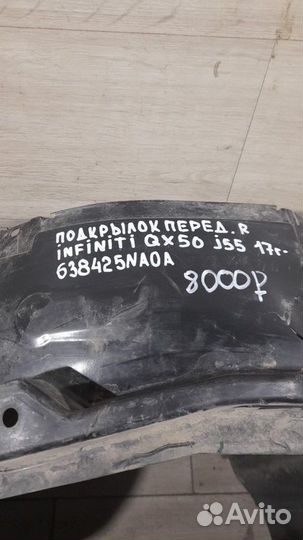 ПОДКРЫЛОК ПЕРЕД. R
INFINITI QX50 J55 17г-
638425NA0A
8000₽
Avito